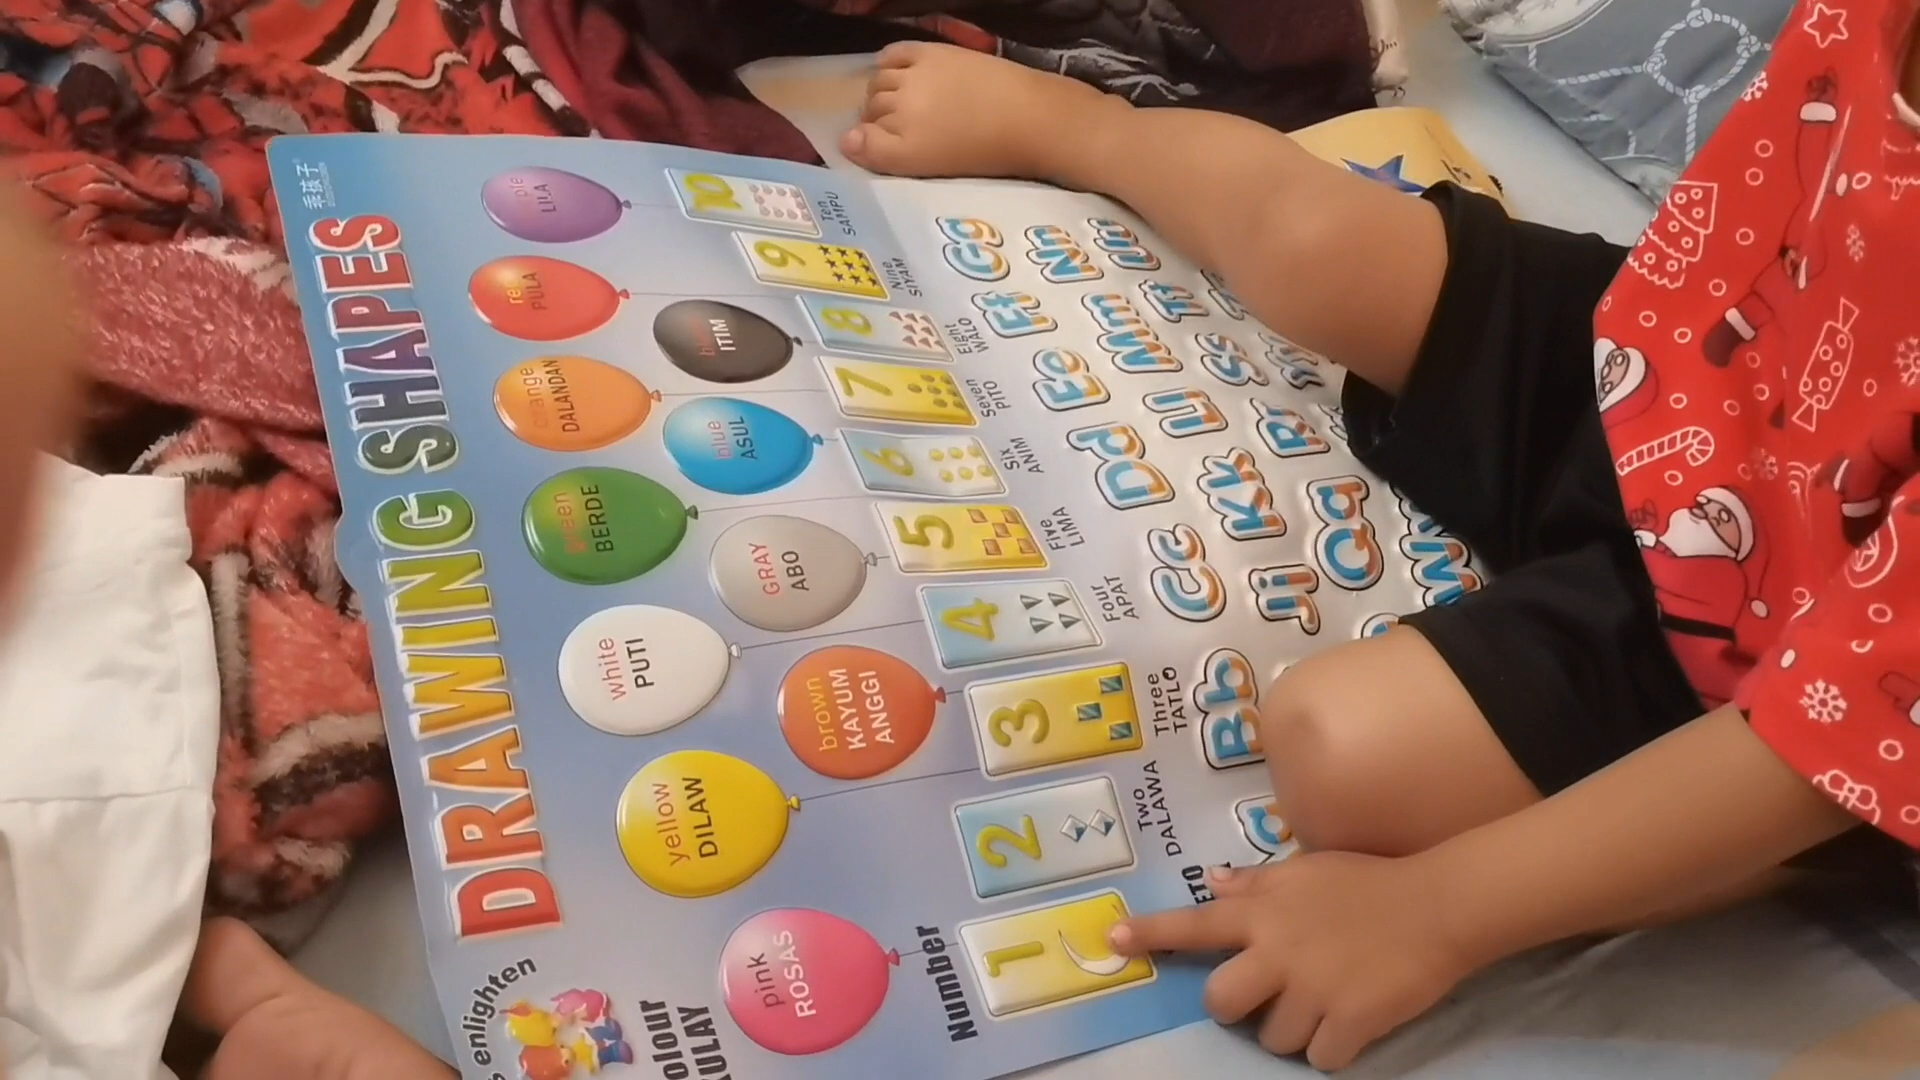 乖孩子
DRAWING SHAPES
enlighten
pink
ROSAS
yellow
DILAW
white
PUTI
green
BERDE
orange
DALANDAN
PULA
LILA
brown
KAYUM
ANGGI
GRAY
ABO
blue
ASUL
ITIM
Number
1
2
3
4
5
6
7
8
9
10
Two
DALAWA
Three
TATLO
Four
APAT
Five
LIMA
Six
ANIM
Seven
PITO
Eight
WALO
Nine
SIYAM
Ten
SAMPU
Bb Cc Dd Ee Ff Gg
Jj Kk Ll Mm Nn
Qq Rr Ss Tt